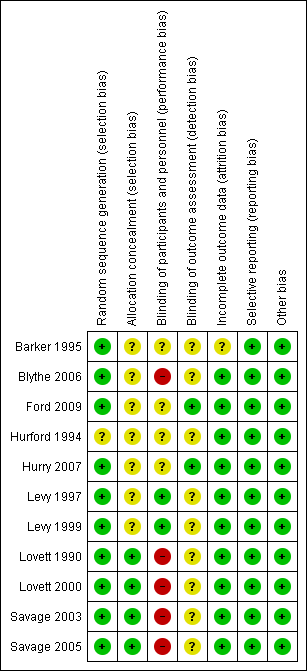 Random sequence generation (selection bias)
Allocation concealment (selection bias)
Blinding of participants and personnel (performance bias)
Blinding of outcome assessment (detection bias)
Incomplete outcome data (attrition bias)
Selective reporting (reporting bias)
Other bias
Barker 1995 + ? ? ? ? + +
Blythe 2006 + ? - ? + + +
Ford 2009 + ? ? + + + +
Hurford 1994 ? ? ? ? + + +
Hurry 2007 + ? ? + + + +
Levy 1997 + ? + ? + + +
Levy 1999 + ? + ? + + +
Lovett 1990 + + - ? + + +
Lovett 2000 + + - ? + + +
Savage 2003 + + - ? + + +
Savage 2005 + + - ? + + +